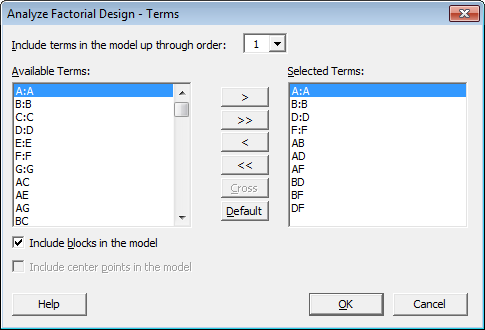 Analyze Factorial Design - Terms
Include terms in the model up through order: 1
Available Terms:
A:A
B:B
C:C
D:D
E:E
F:F
G:G
AC
AE
AG
BC
>
>>
<
<<
Cross
Default
Selected Terms:
A:A
B:B
D:D
F:F
AB
AD
AF
BD
BF
DF
Include blocks in the model
Include center points in the model
Help
OK
Cancel